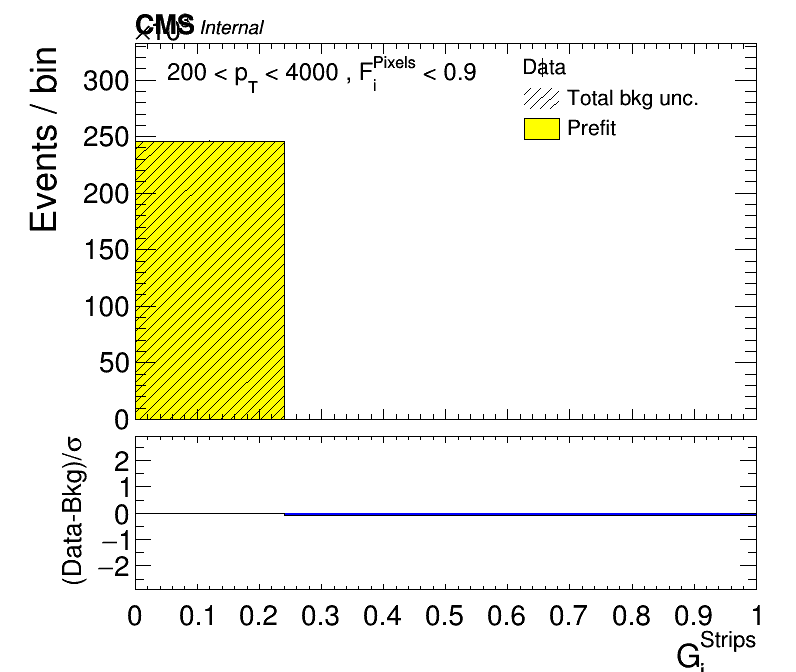 CMS Internal
×10³
Events / bin
200 < p_T < 4000 , F_i^Pixels < 0.9
Data
Total bkg unc.
Prefit
300
250
200
150
100
50
0
(Data-Bkg)/σ
2
1
0
−1
−2
0 0.1 0.2 0.3 0.4 0.5 0.6 0.7 0.8 0.9 1
G_i^Strips